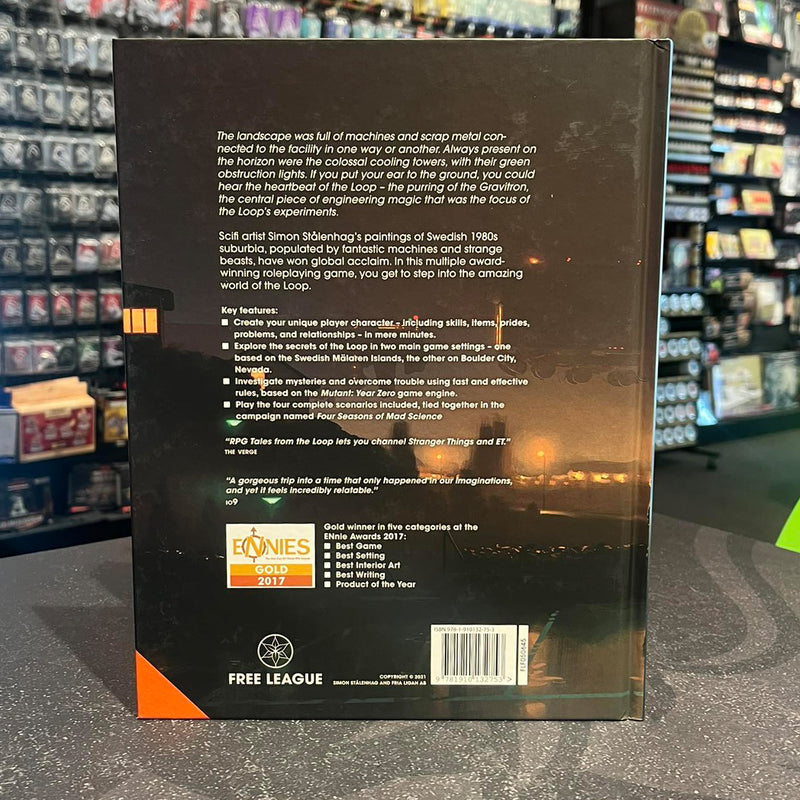 The landscape was full of machines and scrap metal con-
nected to the facility in one way or another. Always present on
the horizon were the colossal cooling towers, with their green
obstruction lights. If you put your ear to the ground, you could
hear the heartbeat of the Loop – the purring of the Gravitron,
the central piece of engineering magic that was the focus of
the Loop's experiments.
Scifi artist Simon Stålenhag's paintings of Swedish 1980s
suburbia, populated by fantastic machines and strange
beasts, have won global acclaim. In this multiple award-
winning roleplaying game, you get to step into the amazing
world of the Loop.
Key features:
■ Create your unique player character – including skills, items, prides,
problems, and relationships – in mere minutes.
■ Explore the secrets of the Loop in two main game settings – one
based on the Swedish Mälaren Islands, the other on Boulder City,
Nevada.
■ Investigate mysteries and overcome trouble using fast and effective
rules, based on the Mutant: Year Zero game engine.
■ Play the four complete scenarios included, tied together in the
campaign named Four Seasons of Mad Science
"RPG Tales from the Loop lets you channel Stranger Things and ET."
THE VERGE
"A gorgeous trip into a time that only happened in our imaginations,
and yet it feels incredibly relatable."
io9
ENNIES
GOLD
2017
Gold winner in five categories at the
ENnie Awards 2017:
■ Best Game
■ Best Setting
■ Best Interior Art
■ Best Writing
■ Product of the Year
FREE LEAGUE
COPYRIGHT © 2021
SIMON STÅLENHAG AND FRIA LIGAN AB
ISBN 978-1-910132-75-3
9 781910 132753 >
FLF050645